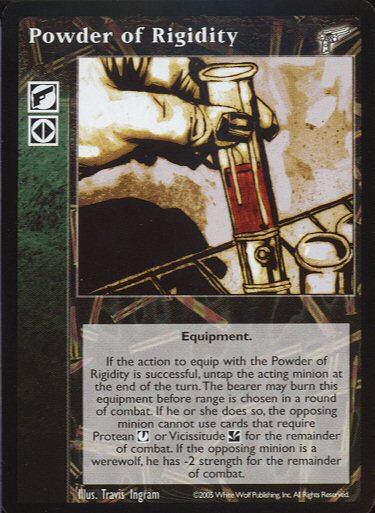 Powder of Rigidity
Equipment.
If the action to equip with the Powder of
Rigidity is successful, untap the acting minion at
the end of the turn. The bearer may burn this
equipment before range is chosen in a round
of combat. If he or she does so, the opposing
minion cannot use cards that require
Protean or Vicissitude for the remainder
of combat. If the opposing minion is a
werewolf, he has -2 strength for the remainder
of combat.
Illus. Travis Ingram ©2005 White Wolf Publishing, Inc. All Rights Reserved.